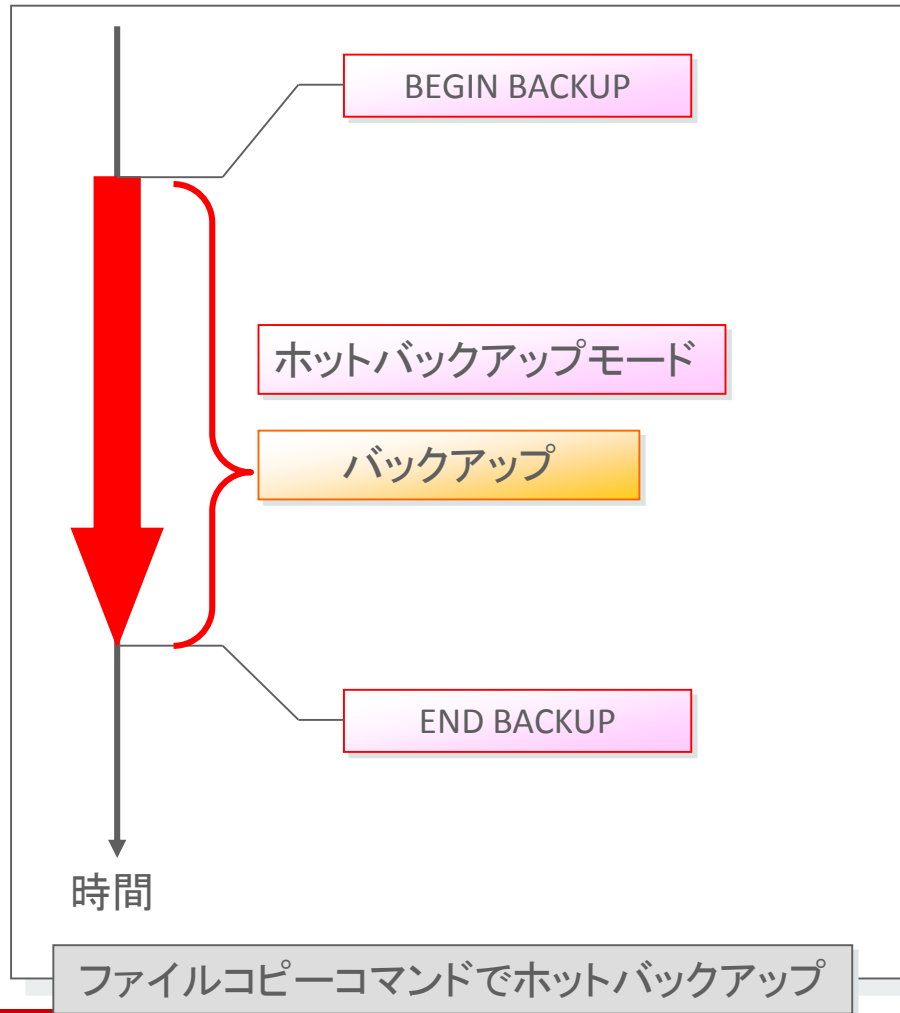 BEGIN BACKUP
ホットバックアップモード
バックアップ
END BACKUP
時間
ファイルコピーコマンドでホットバックアップ